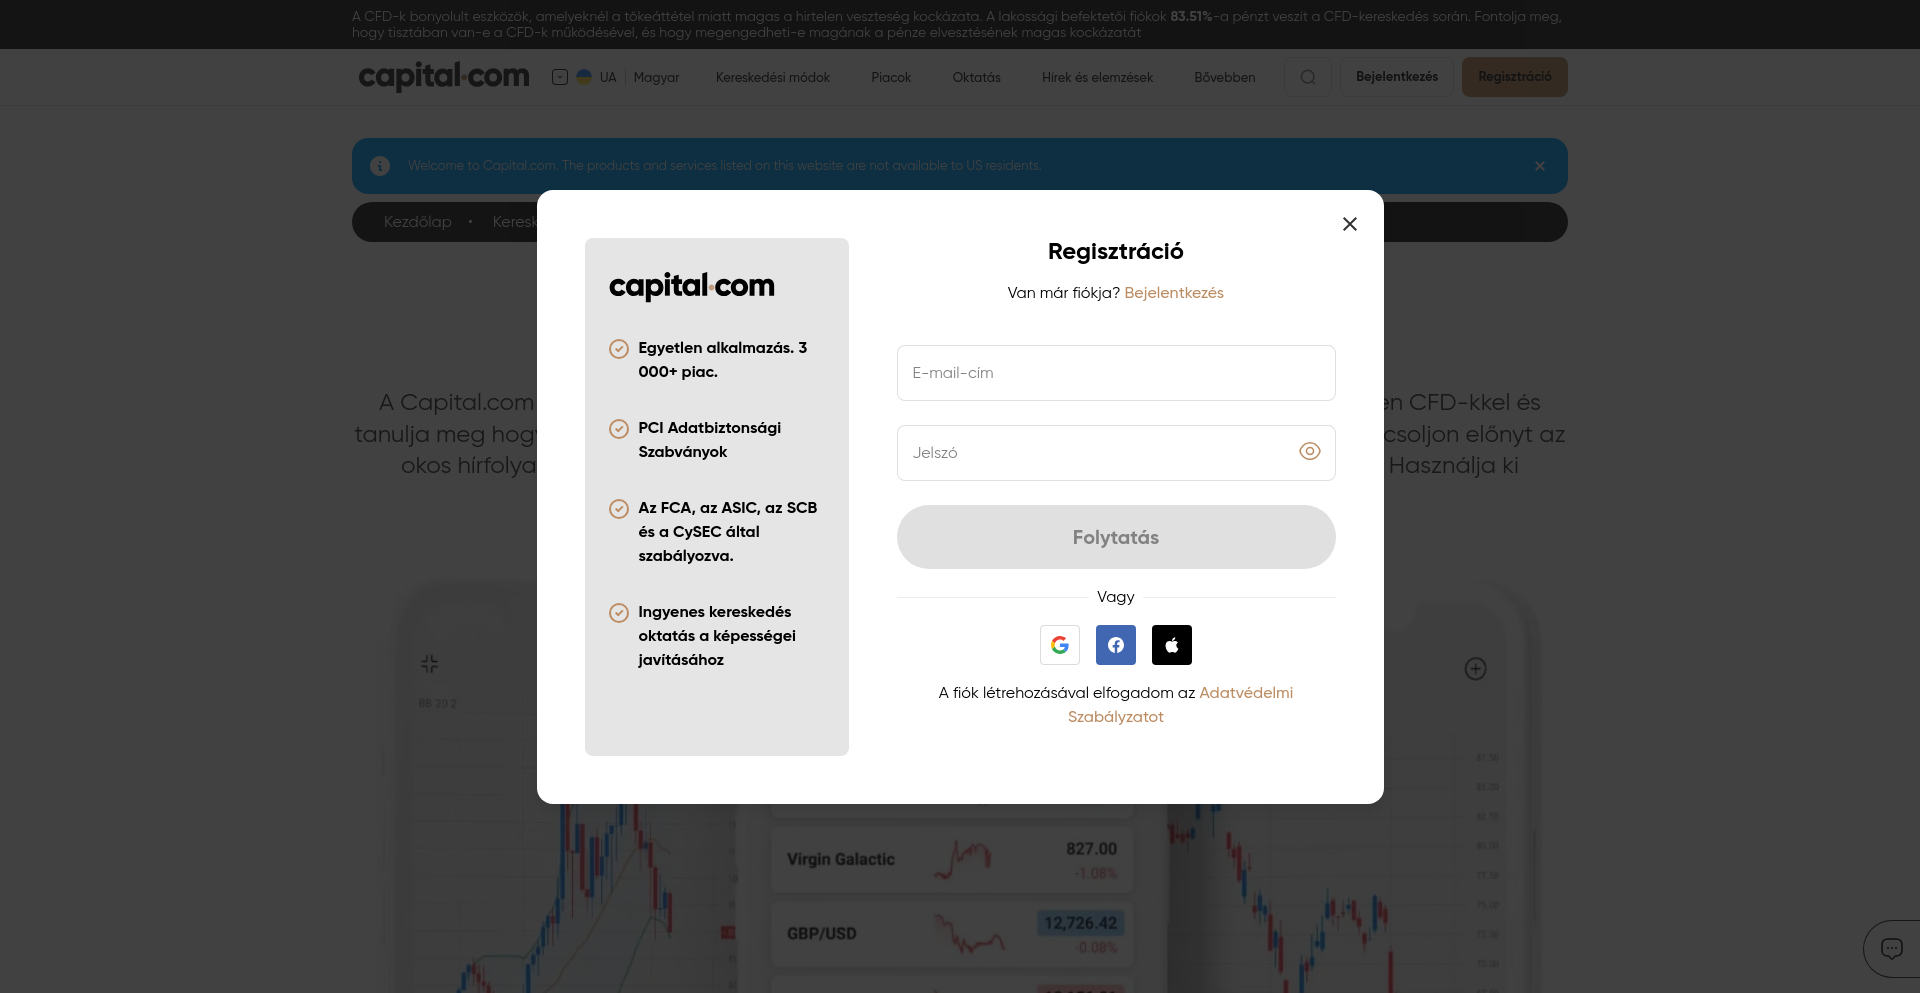 A CFD-k bonyolult eszközök, amelyeknél a tőkeáttétel miatt magas a hirtelen veszteség kockázata. A lakossági befektetői fiókok 83.51%-a pénzt veszít a CFD-kereskedés során. Fontolja meg,
hogy tisztában van-e a CFD-k működésével, és hogy megengedheti-e magának a pénze elvesztésének magas kockázatát
capital.com UA Magyar Kereskedési módok Piacok Oktatás Hírek és elemzések Bővebben Bejelentkezés Regisztráció
Welcome to Capital.com. The products and services listed on this website are not available to US residents.
Kezdőlap • Keresk
A Capital.com
en CFD-kkel és
tanulja meg hogy
csoljon előnyt az
okos hírfolya
Használja ki
capital.com
Egyetlen alkalmazás. 3
000+ piac.
PCI Adatbiztonsági
Szabványok
Az FCA, az ASIC, az SCB
és a CySEC által
szabályozva.
Ingyenes kereskedés
oktatás a képességei
javításához
Regisztráció
Van már fiókja? Bejelentkezés
E-mail-cím
Jelszó
Folytatás
Vagy
A fiók létrehozásával elfogadom az Adatvédelmi
Szabályzatot
BB 20 2
Virgin Galactic 827.00
-1.08%
GBP/USD 12,726.42
-0.08%